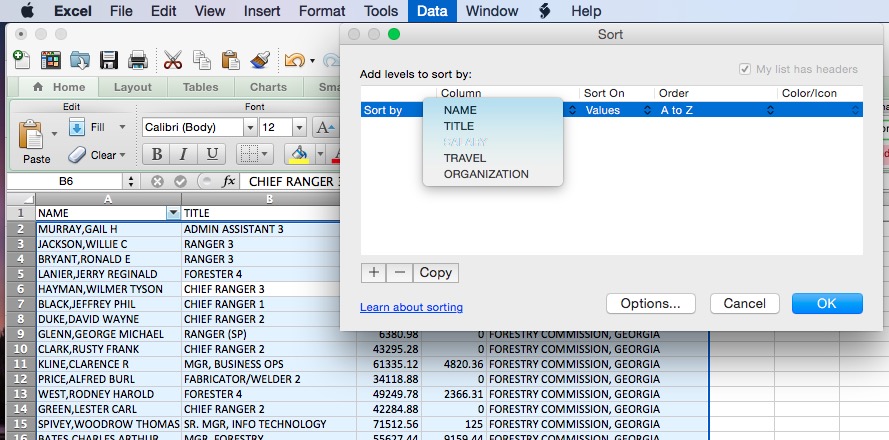 Excel File Edit View Insert Format Tools Data Window Help
Sort
Add levels to sort by:
My list has headers
Column Sort On Order Color/Icon
Sort by Values A to Z
NAME
TITLE
SALARY
TRAVEL
ORGANIZATION
+ − Copy
Learn about sorting
Options... Cancel OK
Home Layout Tables Charts
Edit Font
Paste Fill Clear
Calibri (Body) 12 A
B I U
B6 fx CHIEF RANGER 3
A B
1 NAME TITLE
2 MURRAY,GAIL H ADMIN ASSISTANT 3
3 JACKSON,WILLIE C RANGER 3
4 BRYANT,RONALD E RANGER 3
5 LANIER,JERRY REGINALD FORESTER 4
6 HAYMAN,WILMER TYSON CHIEF RANGER 3
7 BLACK,JEFFREY PHIL CHIEF RANGER 1
8 DUKE,DAVID WAYNE CHIEF RANGER 2
9 GLENN,GEORGE MICHAEL RANGER (SP) 6380.98 0 FORESTRY COMMISSION, GEORGIA
10 CLARK,RUSTY FRANK CHIEF RANGER 2 43295.28 0 FORESTRY COMMISSION, GEORGIA
11 KLINE,CLARENCE R MGR, BUSINESS OPS 61335.12 4820.36 FORESTRY COMMISSION, GEORGIA
12 PRICE,ALFRED BURL FABRICATOR/WELDER 2 34118.88 0 FORESTRY COMMISSION, GEORGIA
13 WEST,RODNEY HAROLD FORESTER 4 49249.78 2366.31 FORESTRY COMMISSION, GEORGIA
14 GREEN,LESTER CARL CHIEF RANGER 2 42284.88 0 FORESTRY COMMISSION, GEORGIA
15 SPIVEY,WOODROW THOMAS SR. MGR, INFO TECHNOLOGY 71512.56 125 FORESTRY COMMISSION, GEORGIA
16 BATES,CHARLES ARTHUR MGR, FORESTRY 55627.44 9159.44 FORESTRY COMMISSION, GEORGIA